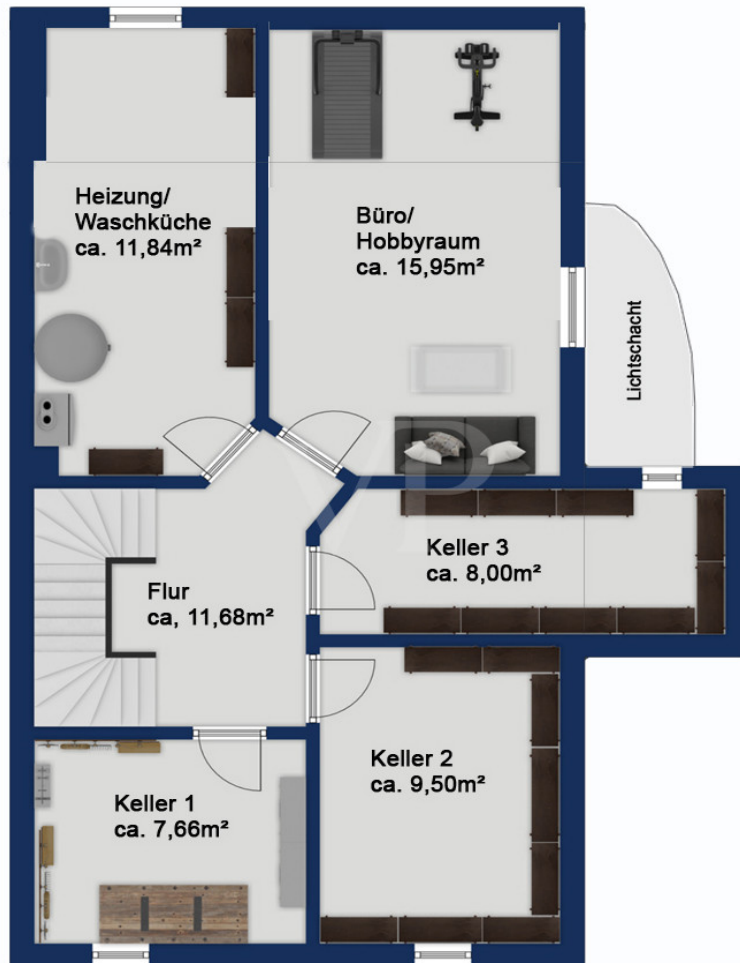 Heizung/
Waschküche
ca. 11,84m²
Büro/
Hobbyraum
ca. 15,95m²
Lichtschacht
VP
Keller 3
ca. 8,00m²
Flur
ca, 11,68m²
Keller 2
ca. 9,50m²
Keller 1
ca. 7,66m²